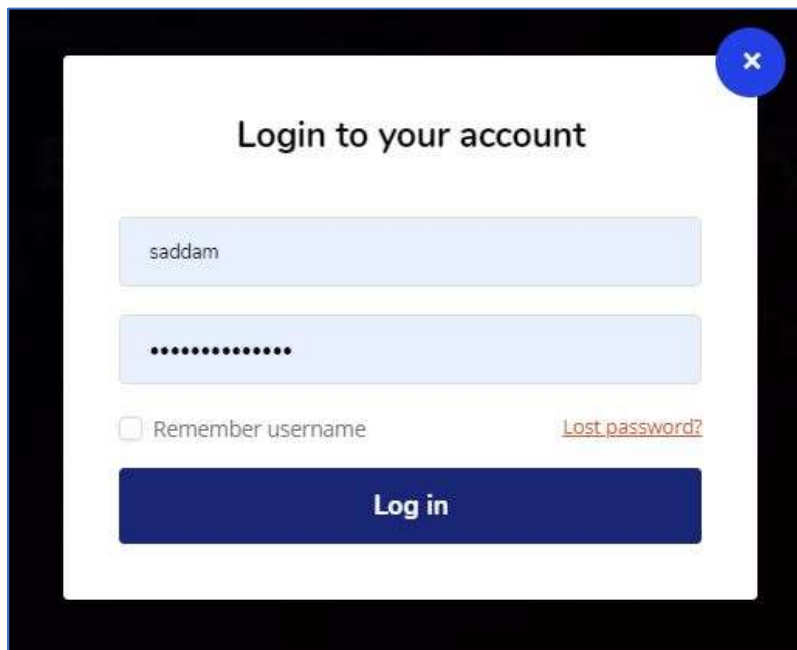 Login to your account
saddam
••••••••••••••
Remember username
Lost password?
Log in